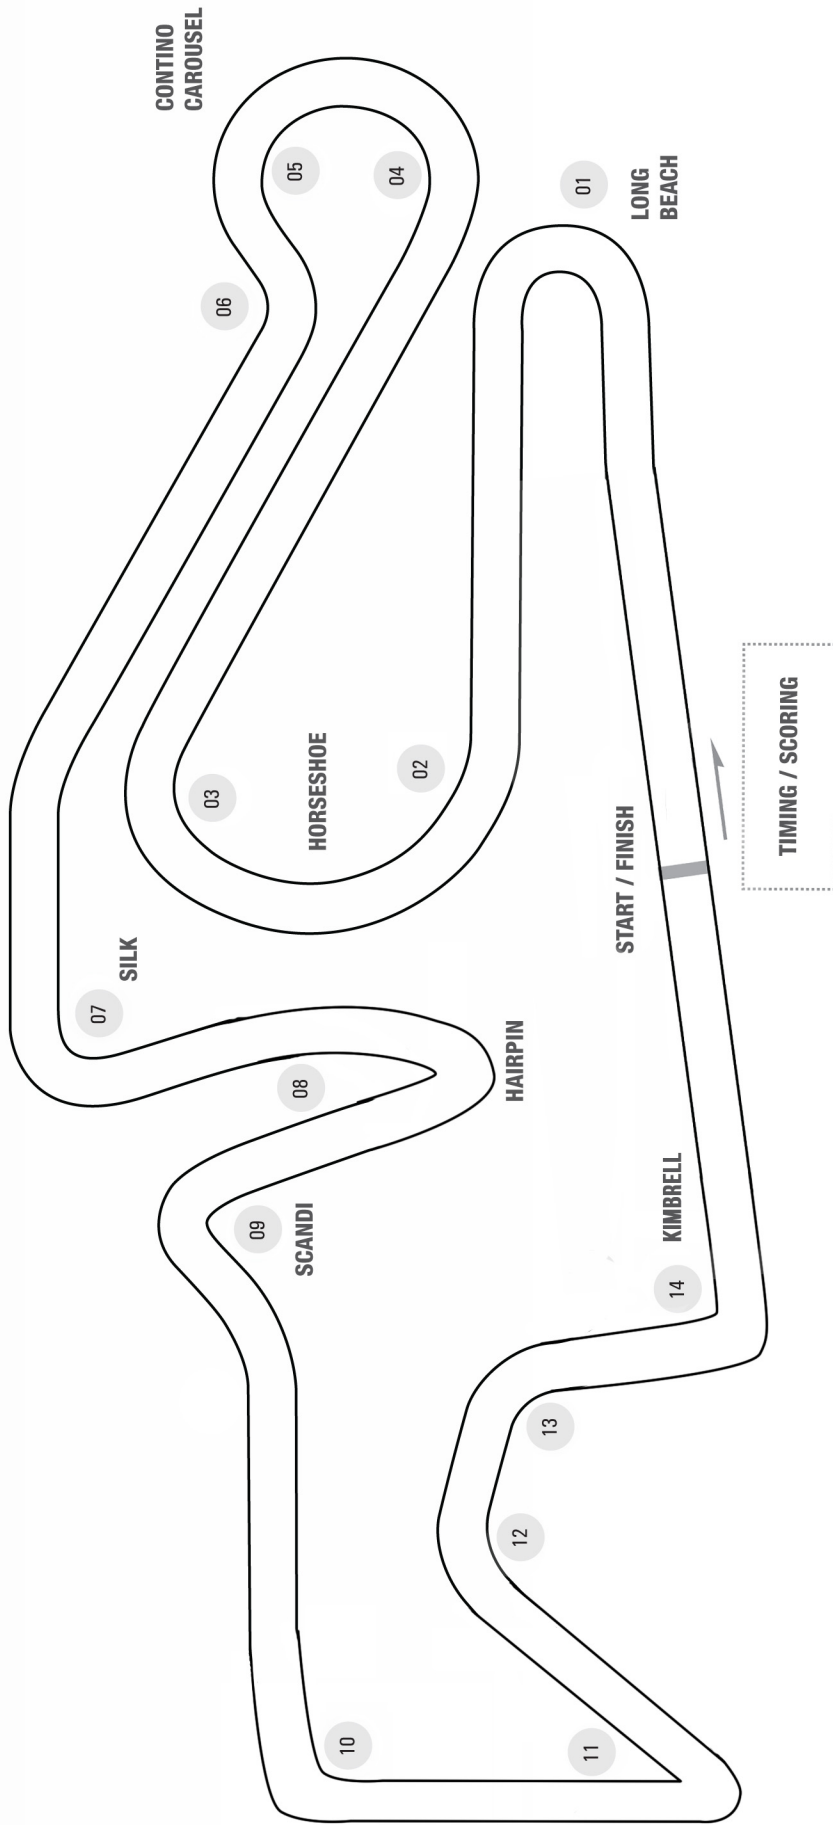 CONTINO
CAROUSEL
05
04
01
LONG
BEACH
06
03
HORSESHOE
02
TIMING / SCORING
START / FINISH
SILK
07
08
HAIRPIN
09
SCANDI
KIMBRELL
14
13
12
10
11